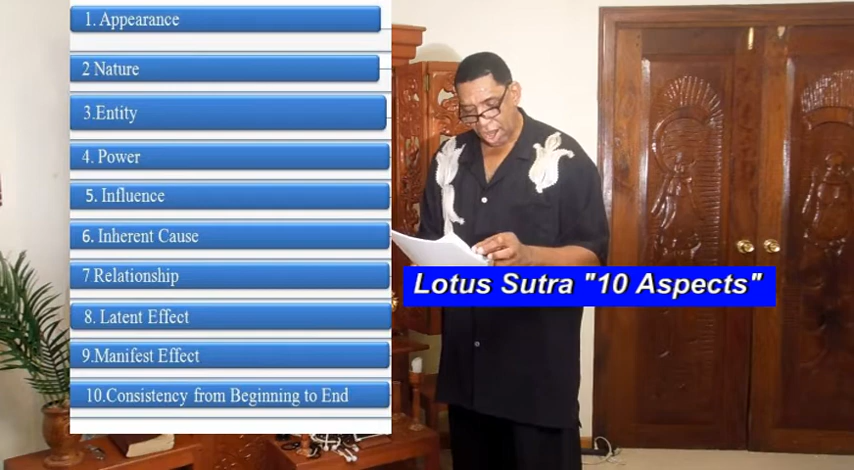 1. Appearance
2 Nature
3.Entity
4. Power
5. Influence
6. Inherent Cause
7 Relationship
8. Latent Effect
9.Manifest Effect
10.Consistency from Beginning to End
Lotus Sutra "10 Aspects"